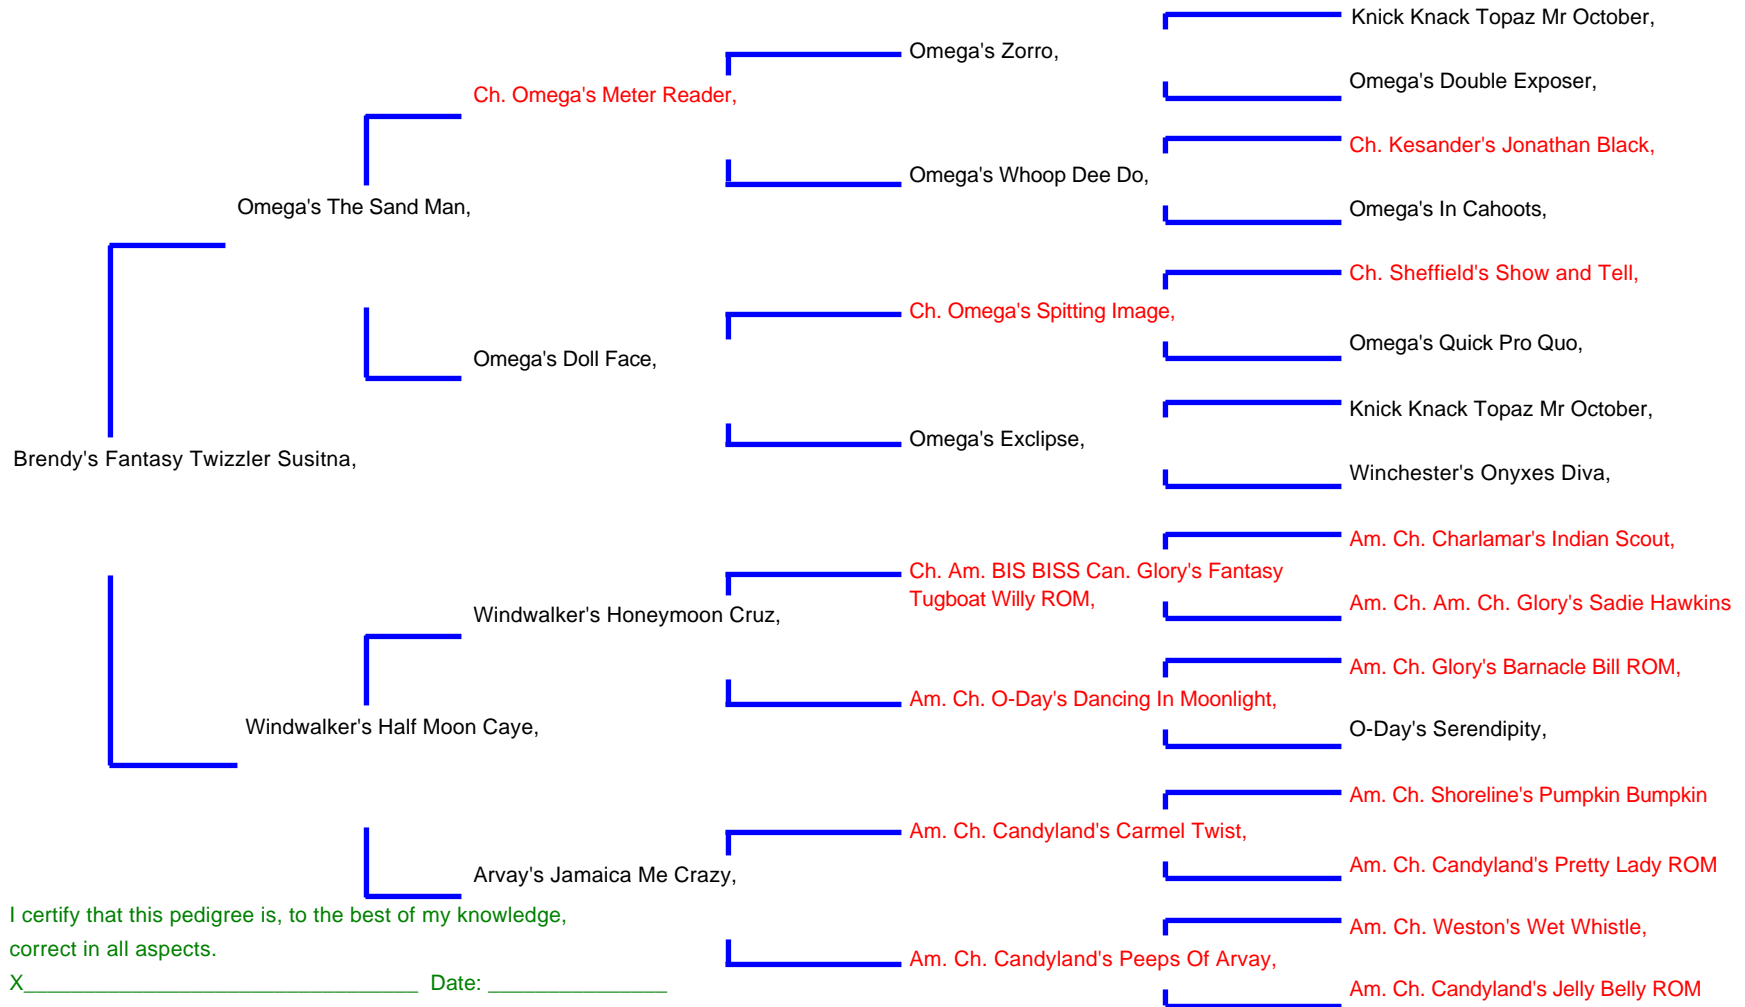 Knick Knack Topaz Mr October,
Omega's Zorro,
Omega's Double Exposer,
Ch. Omega's Meter Reader,
Ch. Kesander's Jonathan Black,
Omega's Whoop Dee Do,
Omega's In Cahoots,
Omega's The Sand Man,
Ch. Sheffield's Show and Tell,
Ch. Omega's Spitting Image,
Omega's Quick Pro Quo,
Omega's Doll Face,
Knick Knack Topaz Mr October,
Omega's Exclipse,
Winchester's Onyxes Diva,
Brendy's Fantasy Twizzler Susitna,
Am. Ch. Charlamar's Indian Scout,
Ch. Am. BIS BISS Can. Glory's Fantasy
Tugboat Willy ROM,
Am. Ch. Am. Ch. Glory's Sadie Hawkins
Windwalker's Honeymoon Cruz,
Am. Ch. Glory's Barnacle Bill ROM,
Am. Ch. O-Day's Dancing In Moonlight,
O-Day's Serendipity,
Windwalker's Half Moon Caye,
Am. Ch. Shoreline's Pumpkin Bumpkin
Am. Ch. Candyland's Carmel Twist,
Am. Ch. Candyland's Pretty Lady ROM
Arvay's Jamaica Me Crazy,
Am. Ch. Weston's Wet Whistle,
Am. Ch. Candyland's Peeps Of Arvay,
Am. Ch. Candyland's Jelly Belly ROM
I certify that this pedigree is, to the best of my knowledge,
correct in all aspects.
X_________________________________ Date: _______________